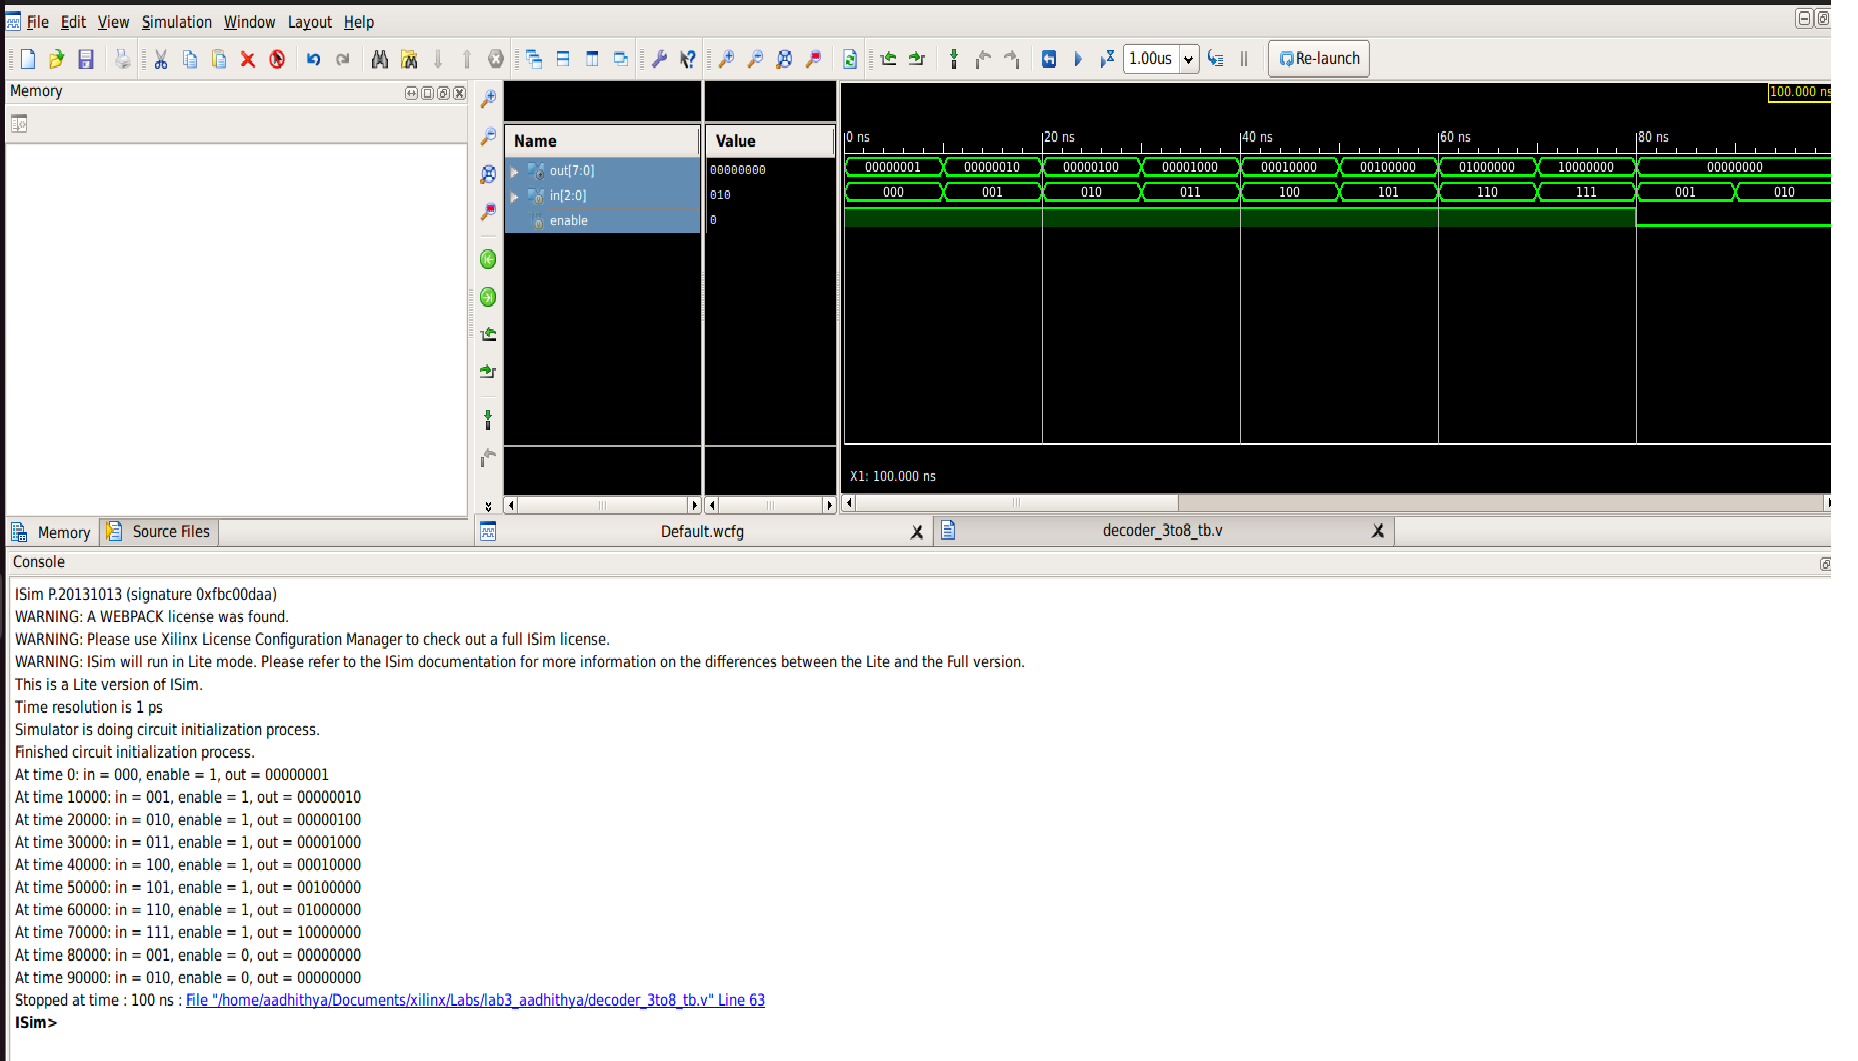 File Edit View Simulation Window Layout Help
1.00us Re-launch
Memory
100.000 ns
Name Value
0 ns 20 ns 40 ns 60 ns 80 ns
out[7:0] 00000000 00000001 00000010 00000100 00001000 00010000 00100000 01000000 10000000 00000000
in[2:0] 010 000 001 010 011 100 101 110 111 001 010
enable 0
X1: 100.000 ns
Memory Source Files Default.wcfg decoder_3to8_tb.v
Console
ISim P.20131013 (signature 0xfbc00daa)
WARNING: A WEBPACK license was found.
WARNING: Please use Xilinx License Configuration Manager to check out a full ISim license.
WARNING: ISim will run in Lite mode. Please refer to the ISim documentation for more information on the differences between the Lite and the Full version.
This is a Lite version of ISim.
Time resolution is 1 ps
Simulator is doing circuit initialization process.
Finished circuit initialization process.
At time 0: in = 000, enable = 1, out = 00000001
At time 10000: in = 001, enable = 1, out = 00000010
At time 20000: in = 010, enable = 1, out = 00000100
At time 30000: in = 011, enable = 1, out = 00001000
At time 40000: in = 100, enable = 1, out = 00010000
At time 50000: in = 101, enable = 1, out = 00100000
At time 60000: in = 110, enable = 1, out = 01000000
At time 70000: in = 111, enable = 1, out = 10000000
At time 80000: in = 001, enable = 0, out = 00000000
At time 90000: in = 010, enable = 0, out = 00000000
Stopped at time : 100 ns : File "/home/aadhithya/Documents/xilinx/Labs/lab3_aadhithya/decoder_3to8_tb.v" Line 63
ISim>